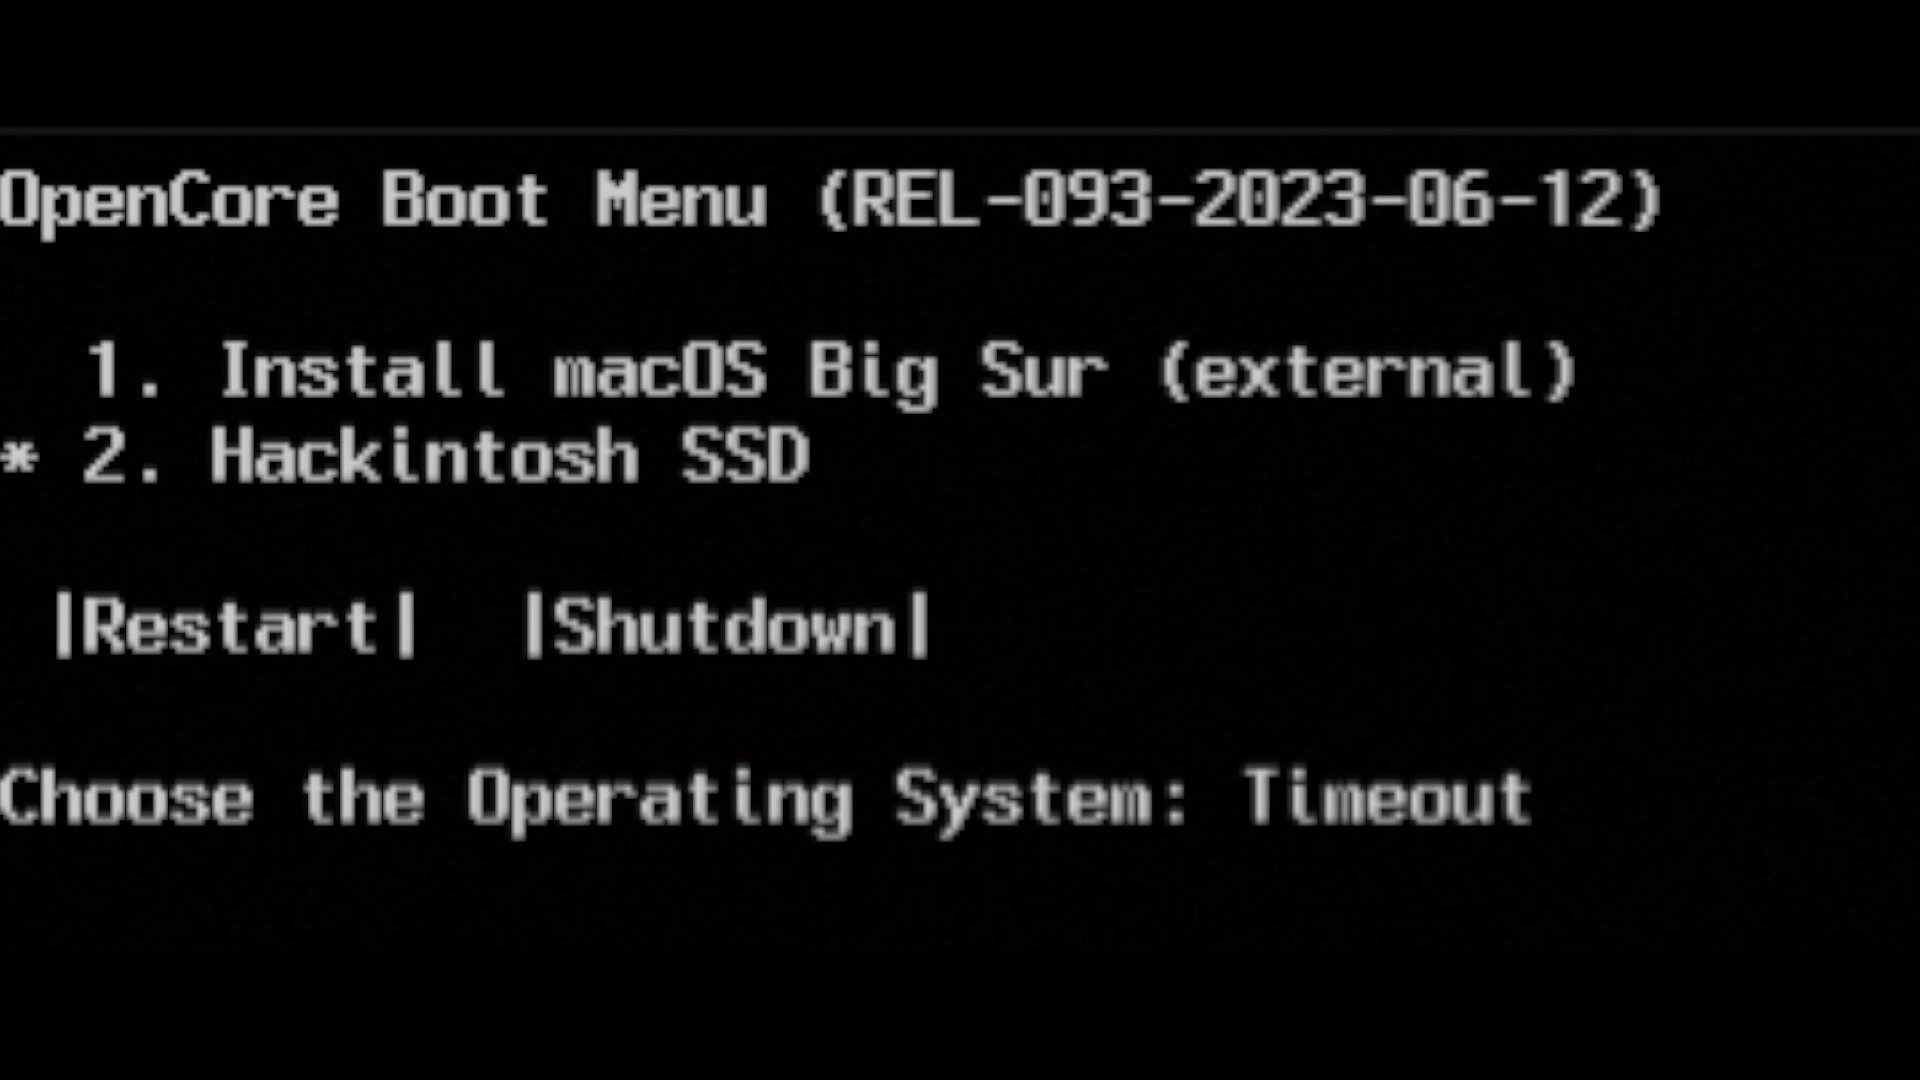 OpenCore Boot Menu (REL-093-2023-06-12)
1. Install macOS Big Sur (external)
* 2. Hackintosh SSD
|Restart| |Shutdown|
Choose the Operating System: Timeout